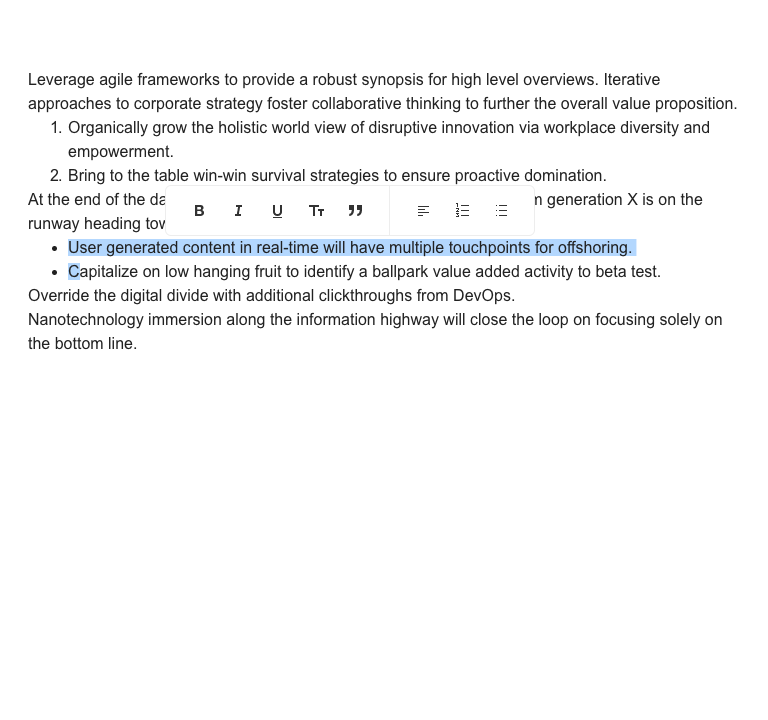 Leverage agile frameworks to provide a robust synopsis for high level overviews. Iterative
approaches to corporate strategy foster collaborative thinking to further the overall value proposition.
1. Organically grow the holistic world view of disruptive innovation via workplace diversity and
empowerment.
2. Bring to the table win-win survival strategies to ensure proactive domination.
At the end of the generation X is on the
runway heading
• User generated content in real-time will have multiple touchpoints for offshoring.
• Capitalize on low hanging fruit to identify a ballpark value added activity to beta test.
Override the digital divide with additional clickthroughs from DevOps.
Nanotechnology immersion along the information highway will close the loop on focusing solely on
the bottom line.